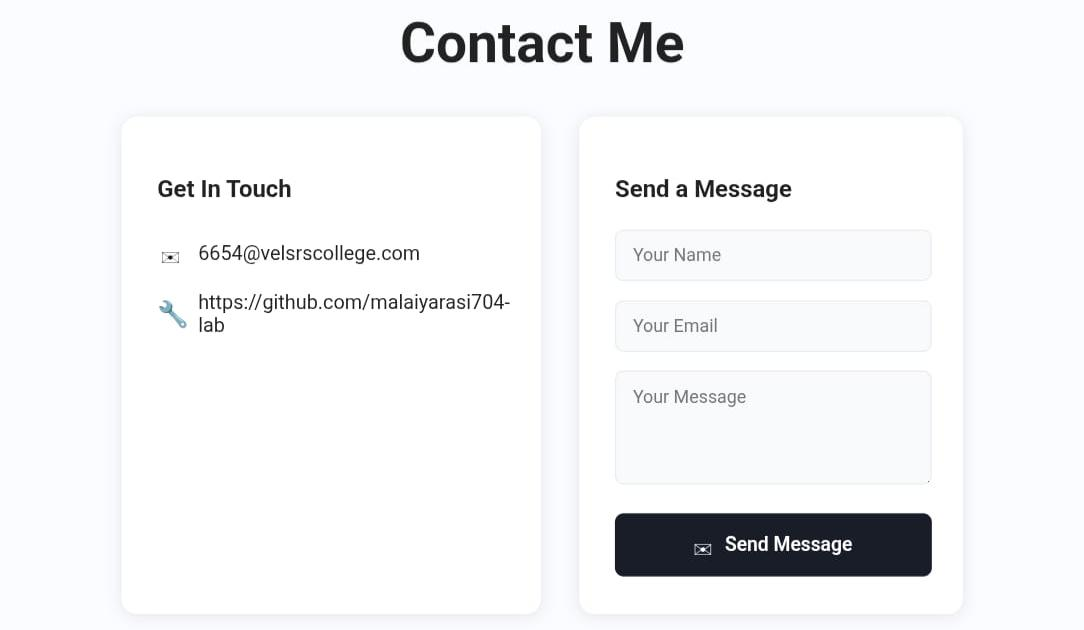 Contact Me
Get In Touch
✉ 6654@velsrscollege.com
🔧 https://github.com/malaiyarasi704-
lab
Send a Message
Your Name
Your Email
Your Message
✉ Send Message